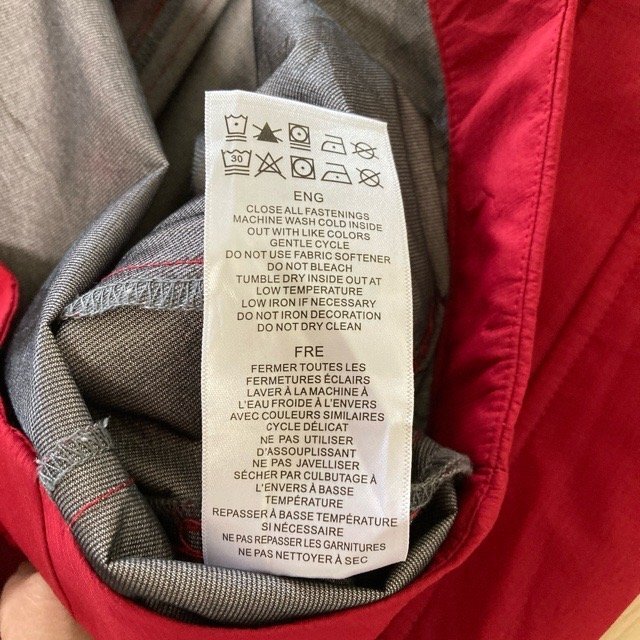 30
ENG
CLOSE ALL FASTENINGS
MACHINE WASH COLD INSIDE
OUT WITH LIKE COLORS
GENTLE CYCLE
DO NOT USE FABRIC SOFTENER
DO NOT BLEACH
TUMBLE DRY INSIDE OUT AT
LOW TEMPERATURE
LOW IRON IF NECESSARY
DO NOT IRON DECORATION
DO NOT DRY CLEAN
FRE
FERMER TOUTES LES
FERMETURES ÉCLAIRS
LAVER À LA MACHINE À
L'EAU FROIDE À L'ENVERS
AVEC COULEURS SIMILAIRES
CYCLE DÉLICAT
NE PAS UTILISER
D'ASSOUPLISSANT
NE PAS JAVELLISER
SÉCHER PAR CULBUTAGE À
L'ENVERS À BASSE
TEMPÉRATURE
REPASSER À BASSE TEMPÉRATURE
SI NÉCESSAIRE
NE PAS REPASSER LES GARNITURES
NE PAS NETTOYER À SEC